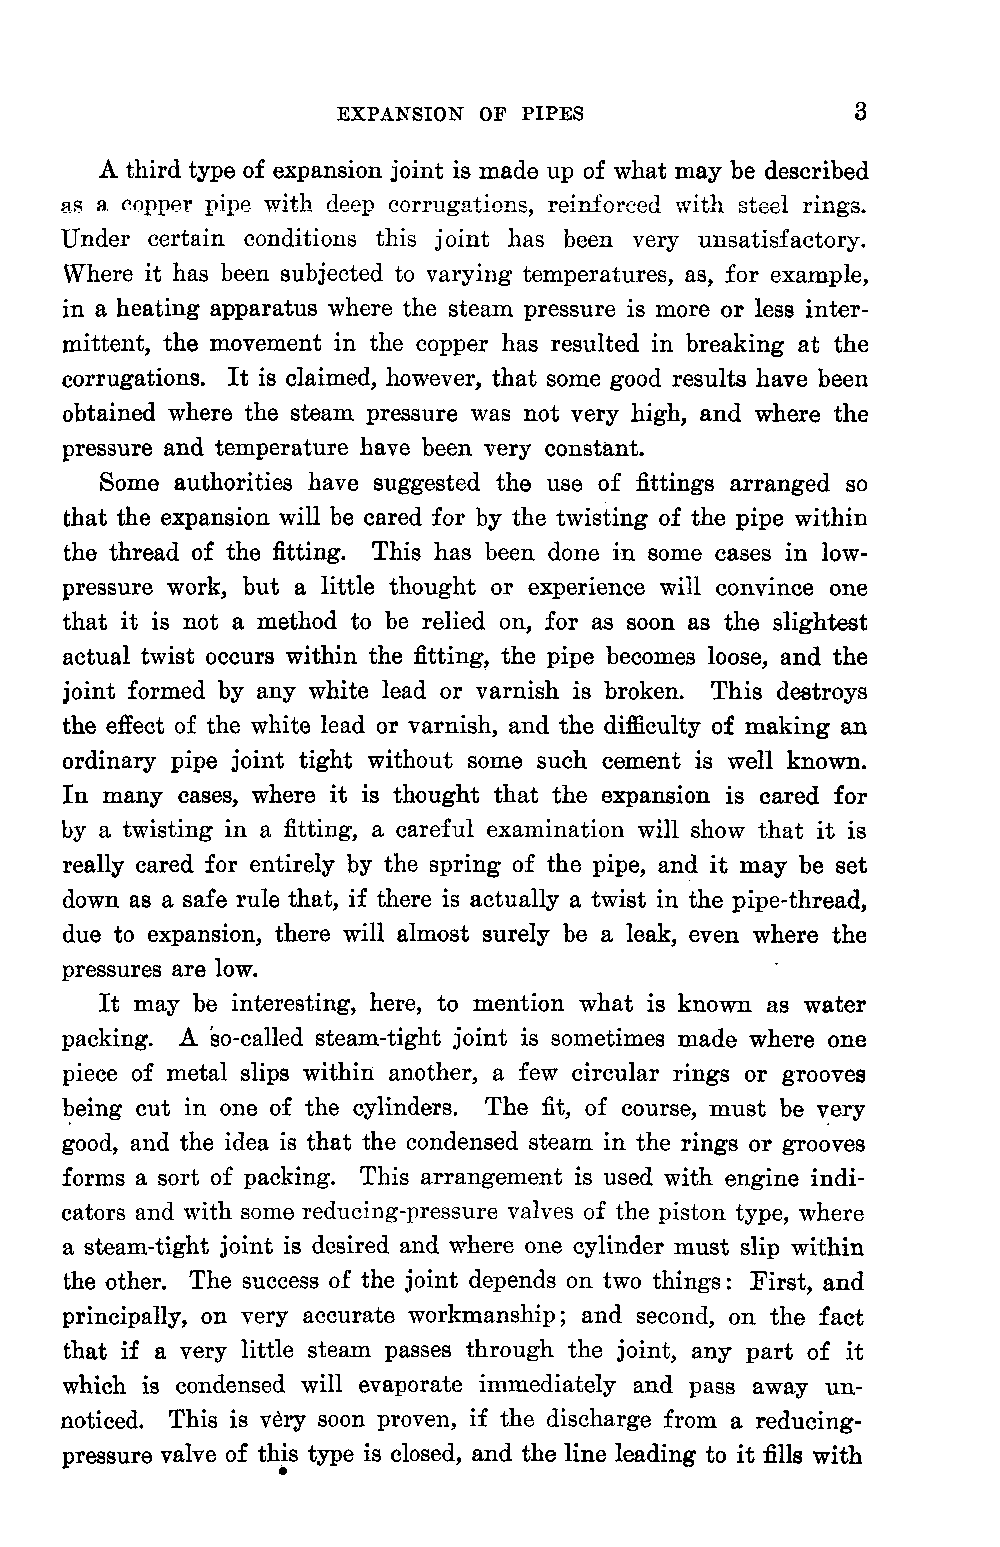 EXPANSION OF PIPES 3
A third type of expansion joint is made up of what may be described
as a copper pipe with deep corrugations, reinforced with steel rings.
Under certain conditions this joint has been very unsatisfactory.
Where it has been subjected to varying temperatures, as, for example,
in a heating apparatus where the steam pressure is more or less inter-
mittent, the movement in the copper has resulted in breaking at the
corrugations. It is claimed, however, that some good results have been
obtained where the steam pressure was not very high, and where the
pressure and temperature have been very constant.
Some authorities have suggested the use of fittings arranged so
that the expansion will be cared for by the twisting of the pipe within
the thread of the fitting. This has been done in some cases in low-
pressure work, but a little thought or experience will convince one
that it is not a method to be relied on, for as soon as the slightest
actual twist occurs within the fitting, the pipe becomes loose, and the
joint formed by any white lead or varnish is broken. This destroys
the effect of the white lead or varnish, and the difficulty of making an
ordinary pipe joint tight without some such cement is well known.
In many cases, where it is thought that the expansion is cared for
by a twisting in a fitting, a careful examination will show that it is
really cared for entirely by the spring of the pipe, and it may be set
down as a safe rule that, if there is actually a twist in the pipe-thread,
due to expansion, there will almost surely be a leak, even where the
pressures are low.
It may be interesting, here, to mention what is known as water
packing. A so-called steam-tight joint is sometimes made where one
piece of metal slips within another, a few circular rings or grooves
being cut in one of the cylinders. The fit, of course, must be very
good, and the idea is that the condensed steam in the rings or grooves
forms a sort of packing. This arrangement is used with engine indi-
cators and with some reducing-pressure valves of the piston type, where
a steam-tight joint is desired and where one cylinder must slip within
the other. The success of the joint depends on two things: First, and
principally, on very accurate workmanship; and second, on the fact
that if a very little steam passes through the joint, any part of it
which is condensed will evaporate immediately and pass away un-
noticed. This is very soon proven, if the discharge from a reducing-
pressure valve of this type is closed, and the line leading to it fills with